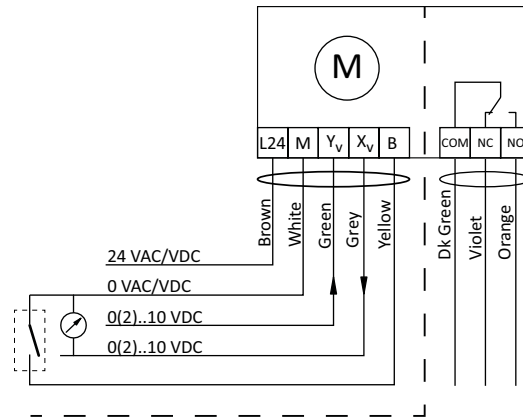 M
L24 M Yv Xv B COM NC NO
Brown White Green Grey Yellow Dk Green Violet Orange
24 VAC/VDC
0 VAC/VDC
0(2)..10 VDC
0(2)..10 VDC